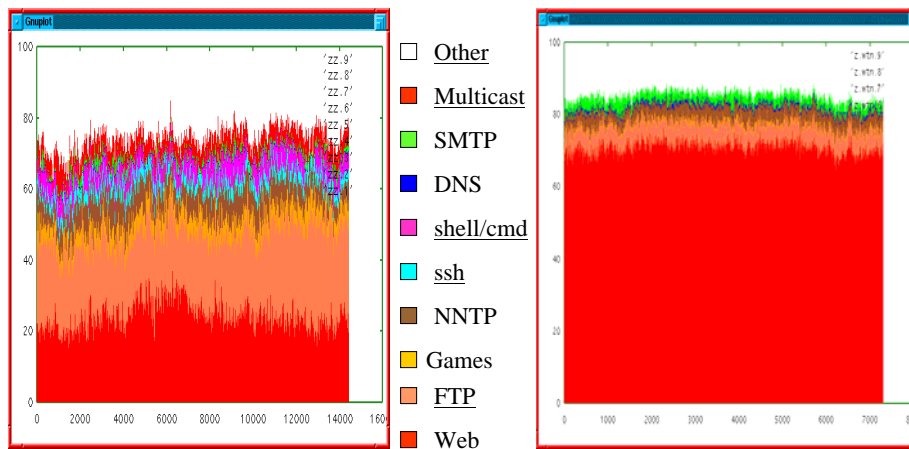 Gnuplot
100
80
60
40
20
0
0 2000 4000 6000 8000 10000 12000 14000 160
'zz.9'
'zz.8'
'zz.7'
'zz.6'
Other
Multicast
SMTP
DNS
shell/cmd
ssh
NNTP
Games
FTP
Web
Gnuplot
100
80
60
40
20
0
0 1000 2000 3000 4000 5000 6000 7000 8
'z.wtn.9'
'z.wtn.8'
'z.wtn.7'